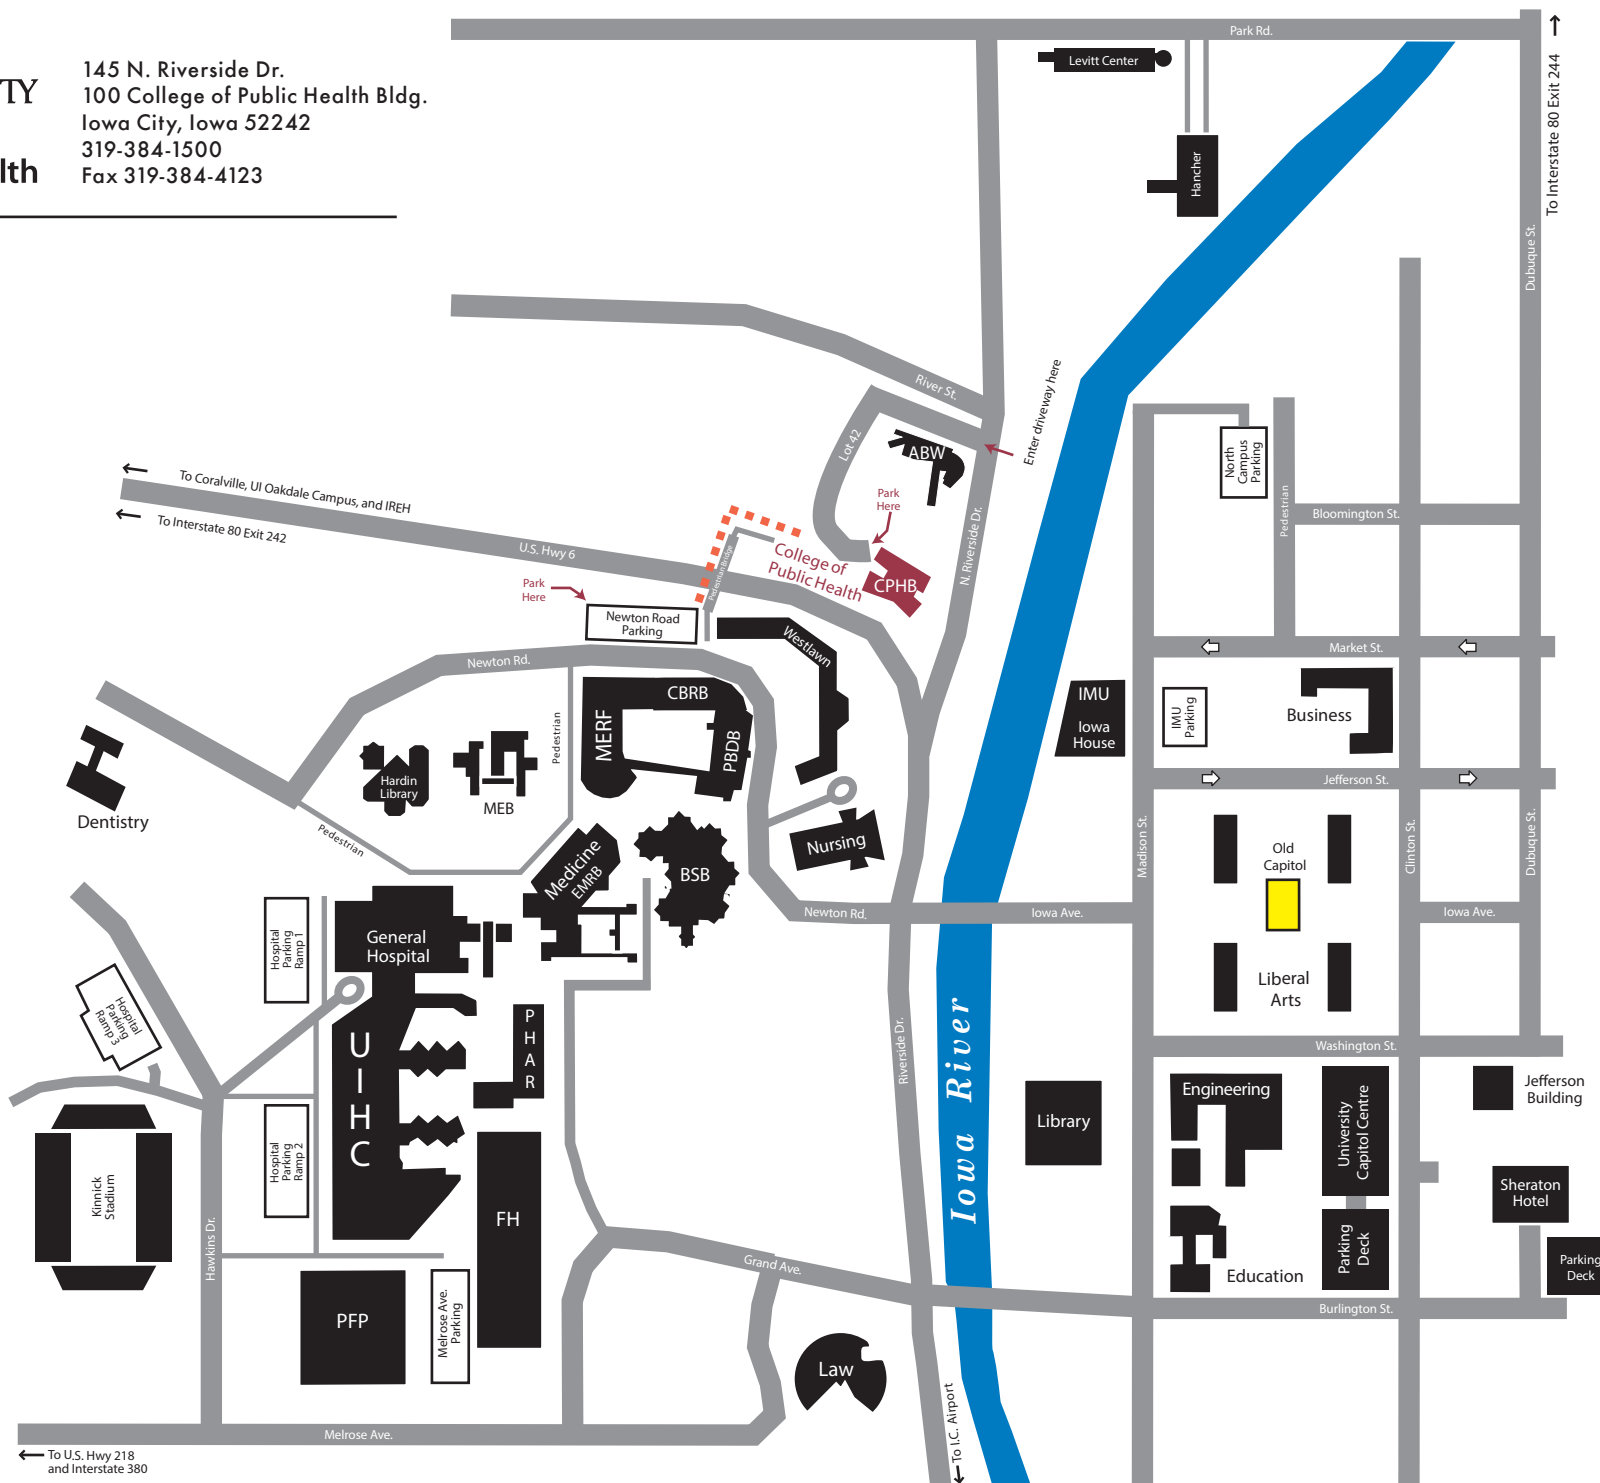 TY
lth
145 N. Riverside Dr.
100 College of Public Health Bldg.
Iowa City, Iowa 52242
319-384-1500
Fax 319-384-4123
Park Rd.
Levitt Center
Hancher
To Interstate 80 Exit 244
Dubuque St.
River St.
Enter driveway here
Lot 42
ABW
North
Campus
Parking
Pedestrian
Bloomington St.
To Coralville, UI Oakdale Campus, and IREH
To Interstate 80 Exit 242
U.S. Hwy 6
Park
Here
Pedestrian Bridge
College of
Public Health
CPHB
N. Riverside Dr.
Park
Here
Newton Road
Parking
Westlawn
Market St.
Newton Rd.
CBRB
MERF
PBDB
Pedestrian
IMU
Iowa
House
IMU
Parking
Business
Hardin
Library
MEB
Dentistry
Pedestrian
Jefferson St.
Nursing
Medicine
EMRB
BSB
Madison St.
Old
Capitol
Clinton St.
Dubuque St.
Newton Rd.
Iowa Ave.
Iowa Ave.
General
Hospital
Hospital
Parking
Ramp 1
Hospital
Parking
Ramp 3
Liberal
Arts
PHAR
UIHC
Riverside Dr.
Iowa River
Washington St.
Engineering
University
Capitol Centre
Jefferson
Building
Library
Hospital
Parking
Ramp 2
Kinnick
Stadium
Hawkins Dr.
FH
Sheraton
Hotel
Parking
Deck
Parking
Deck
Education
Grand Ave.
Burlington St.
PFP
Melrose Ave.
Parking
Law
To I.C. Airport
Melrose Ave.
To U.S. Hwy 218
and Interstate 380